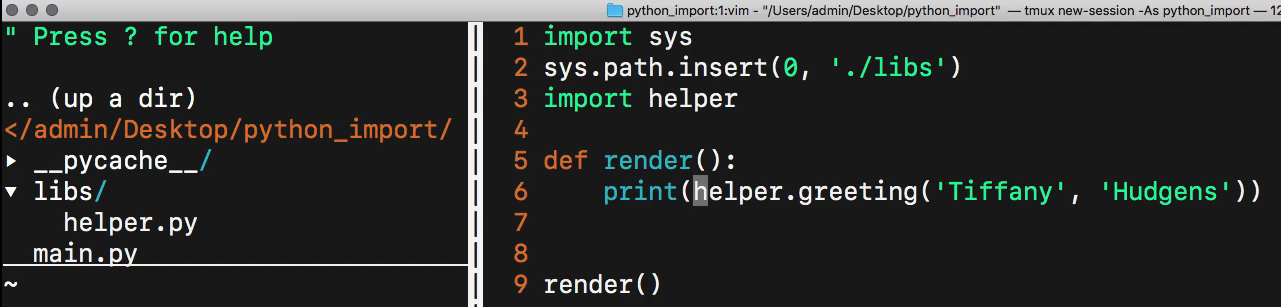 python_import:1:vim - "/Users/admin/Desktop/python_import" — tmux new-session -As python_import — 12
" Press ? for help
.. (up a dir)
</admin/Desktop/python_import/
▸ __pycache__/
▾ libs/
helper.py
main.py
~
1 import sys
2 sys.path.insert(0, './libs')
3 import helper
4
5 def render():
6 print(helper.greeting('Tiffany', 'Hudgens'))
7
8
9 render()